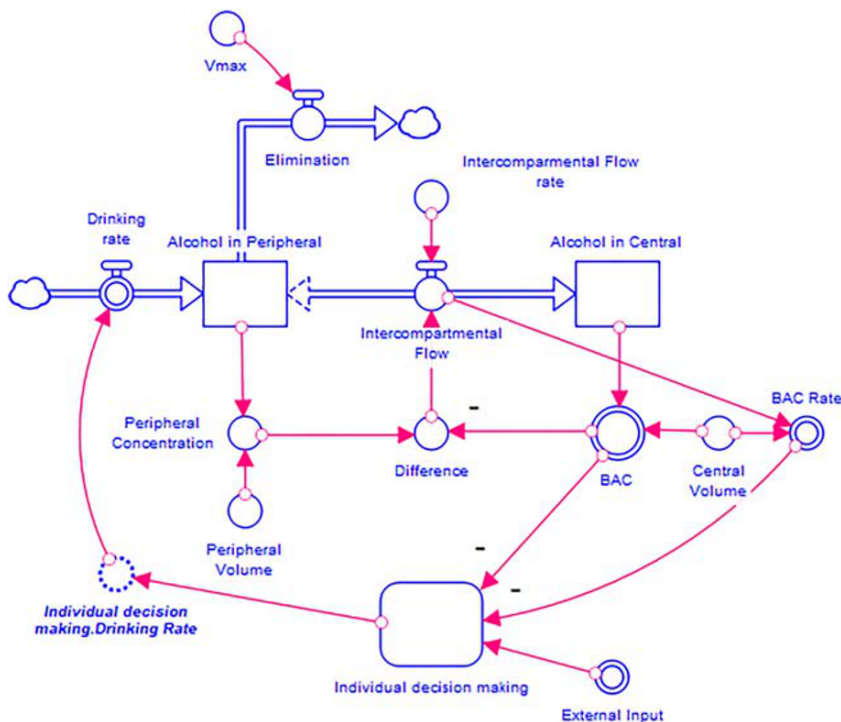 Vmax
Elimination
Intercomparmental Flow
rate
Drinking
rate
Alcohol in Peripheral
Alcohol in Central
Intercompartmental
Flow
BAC Rate
Peripheral
Concentration
-
Difference
BAC
Central
Volume
Peripheral
Volume
-
-
Individual decision
making.Drinking Rate
Individual decision making
External Input